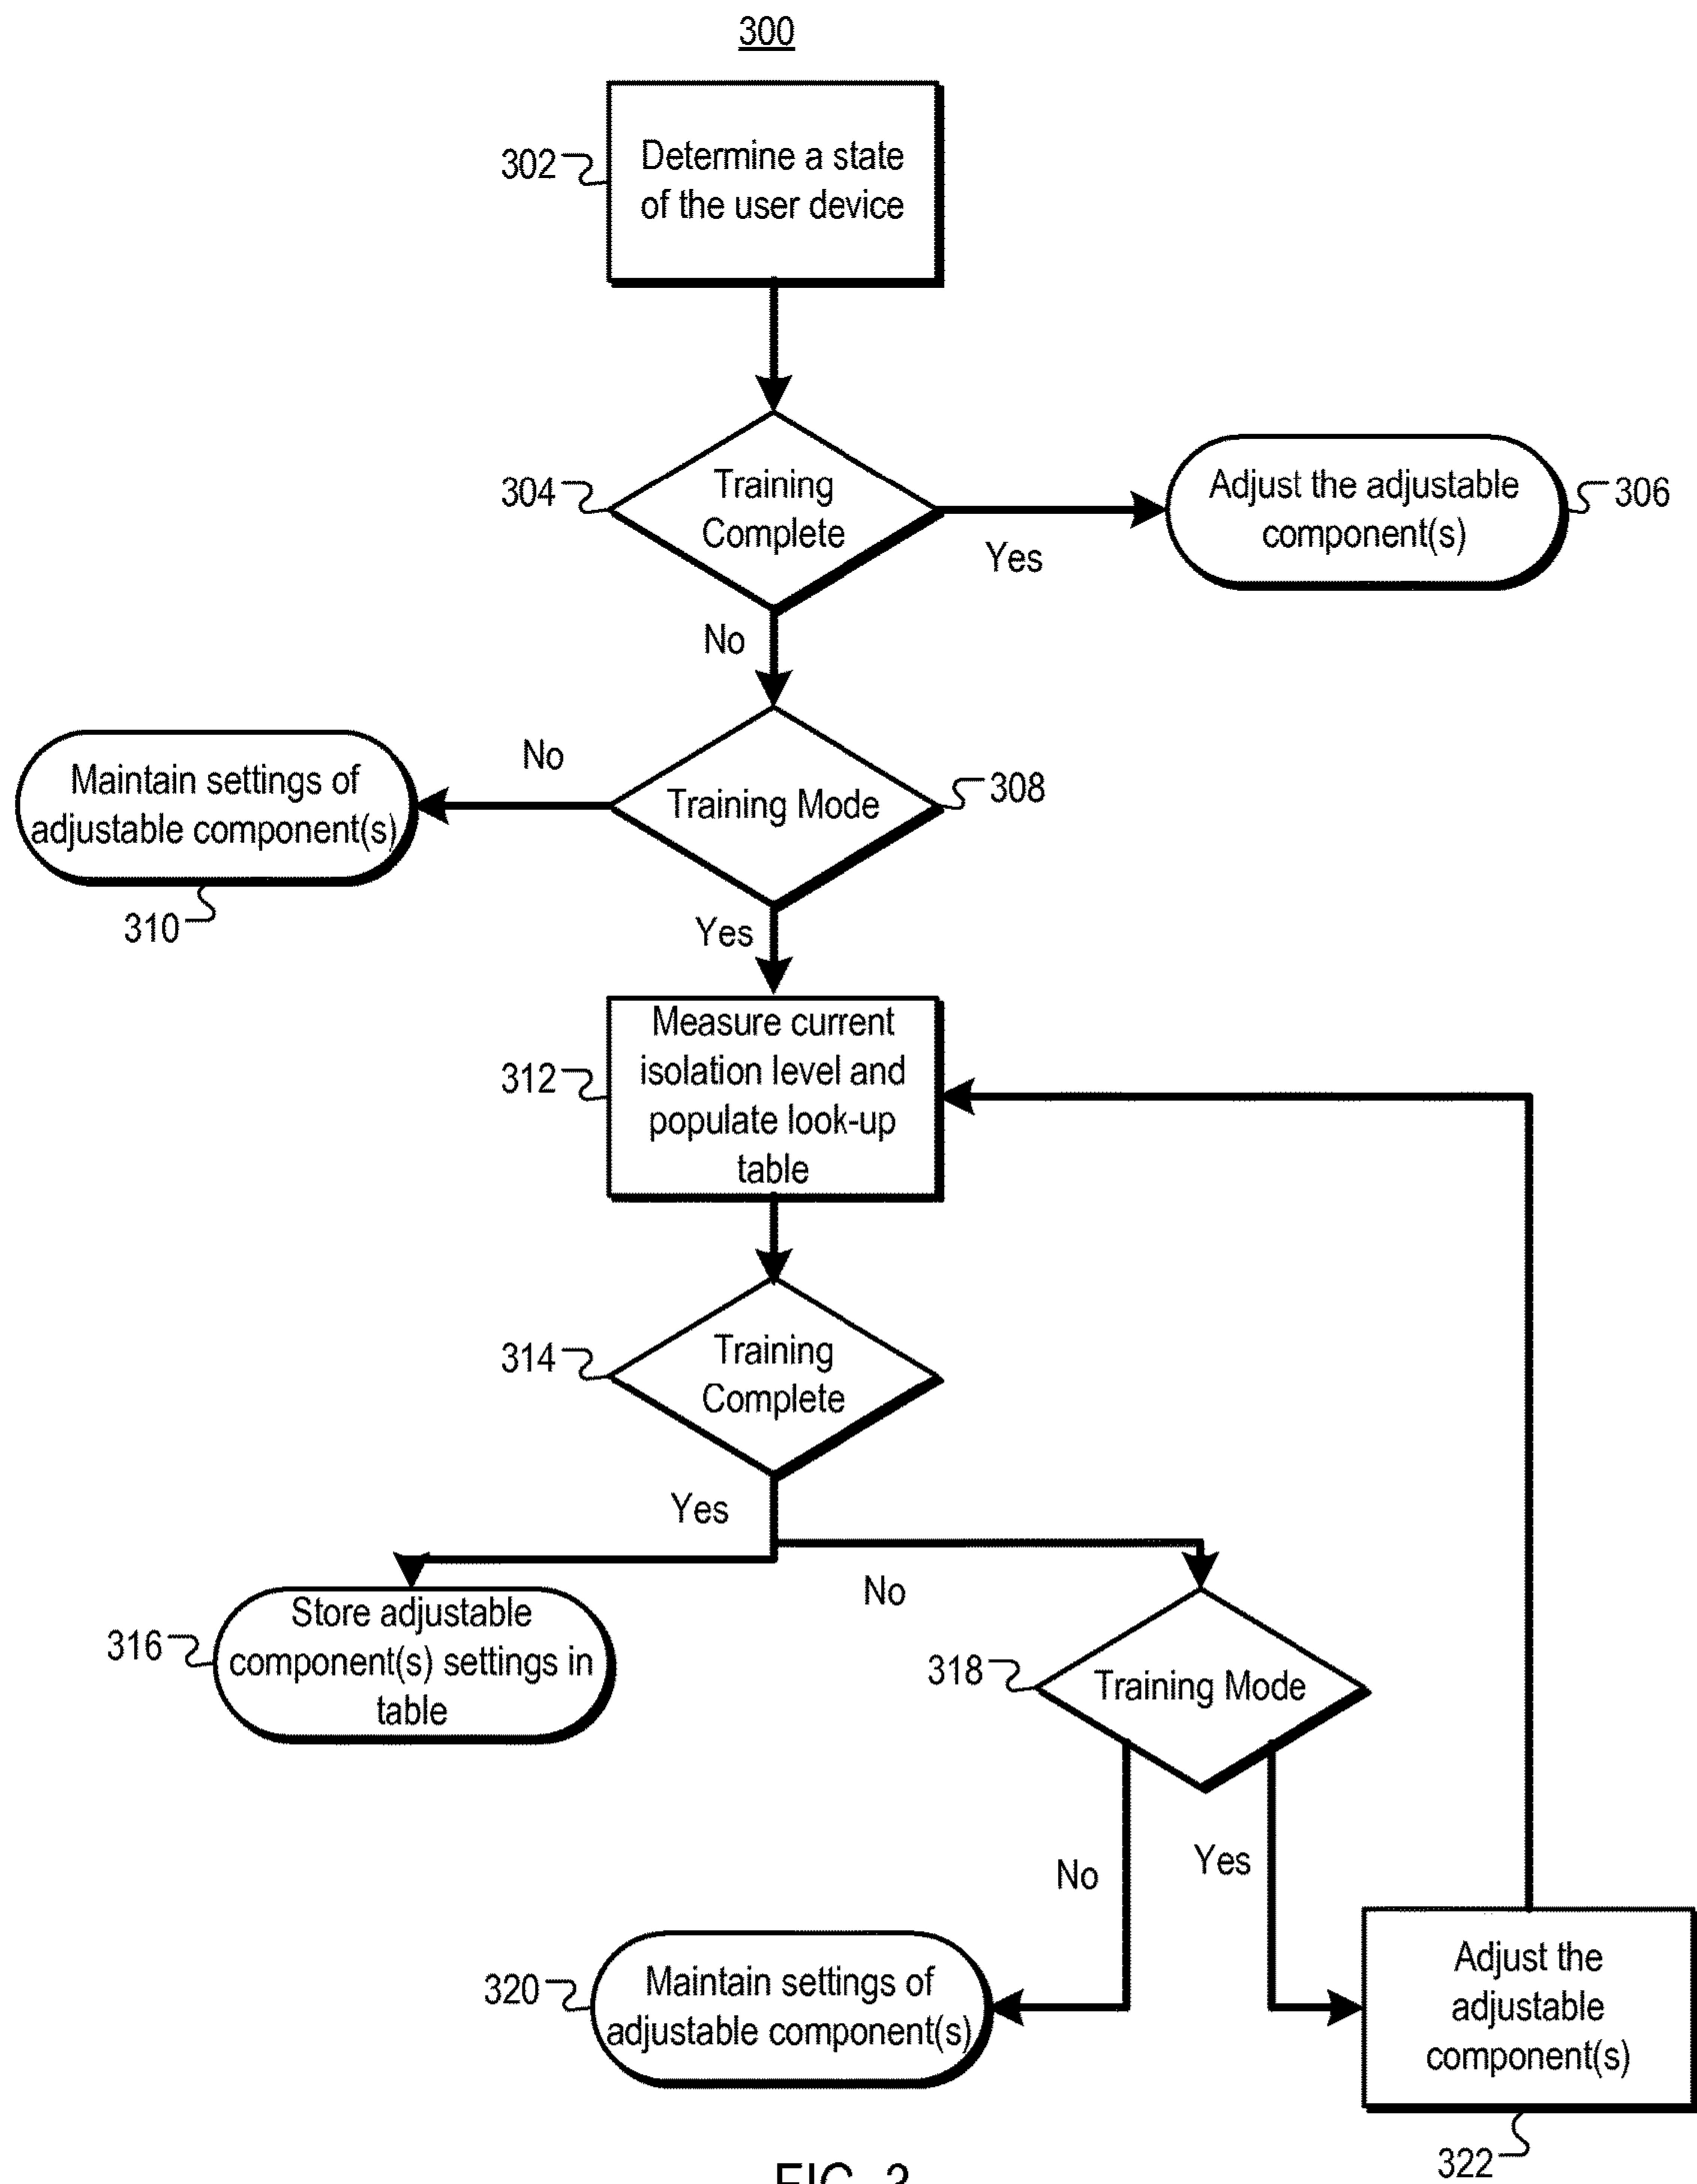 300
302
Determine a state
of the user device
304
Training
Complete
Yes
Adjust the adjustable
component(s)
306
No
No
Maintain settings of
adjustable component(s)
310
Training Mode
308
Yes
312
Measure current
isolation level and
populate look-up
table
314
Training
Complete
Yes
No
316
Store adjustable
component(s) settings in
table
318
Training Mode
No
Yes
320
Maintain settings of
adjustable component(s)
Adjust the
adjustable
component(s)
322
FIG. 3